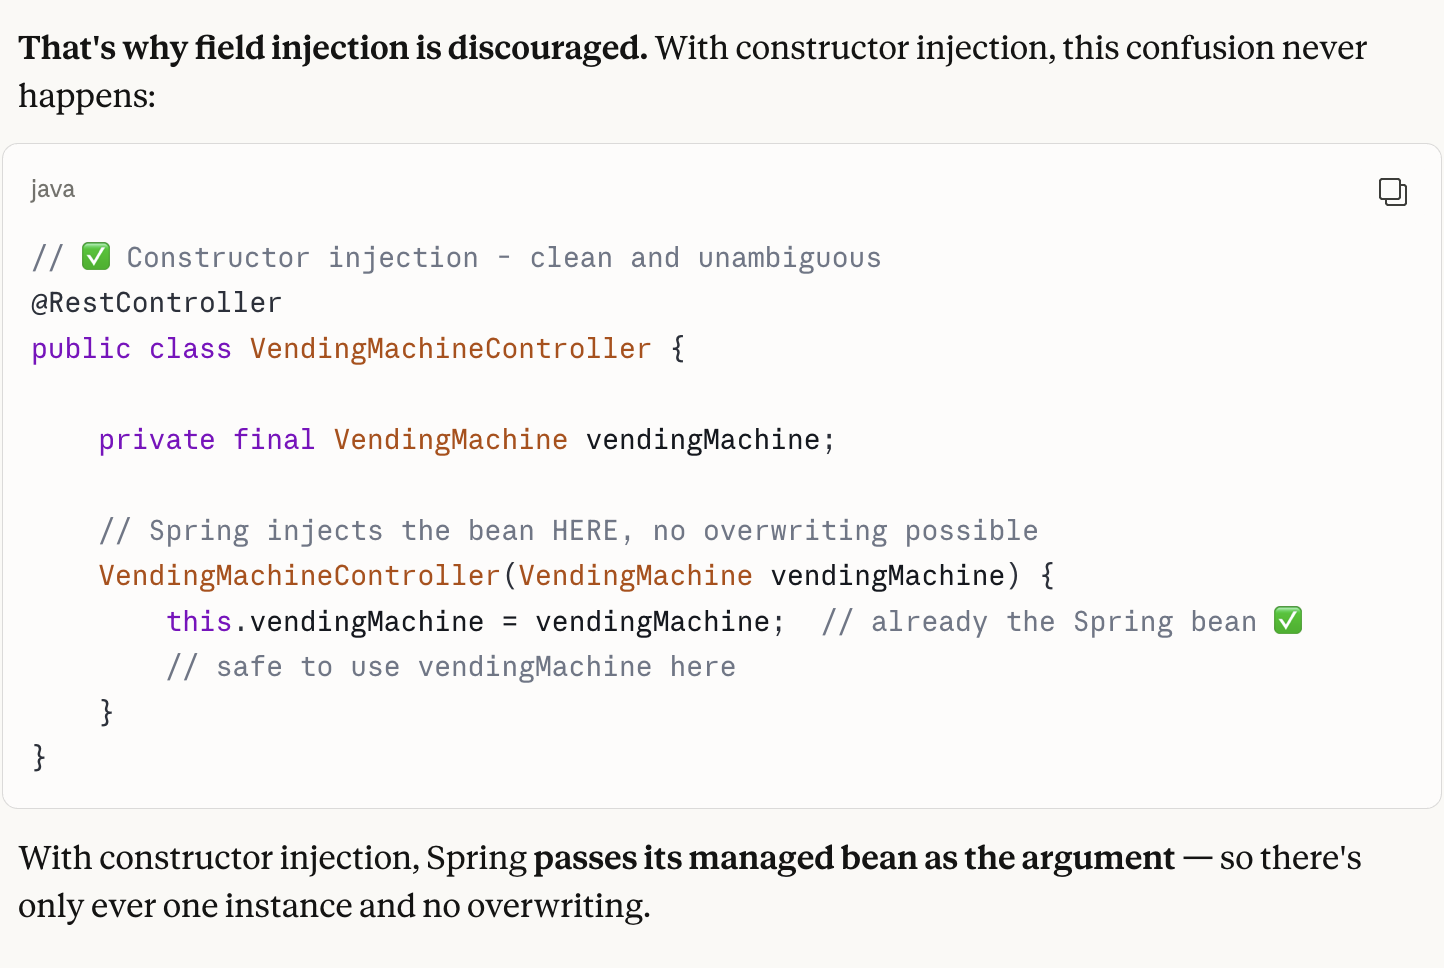 That's why field injection is discouraged. With constructor injection, this confusion never
happens:
java
// ✅ Constructor injection - clean and unambiguous
@RestController
public class VendingMachineController {
    private final VendingMachine vendingMachine;
    // Spring injects the bean HERE, no overwriting possible
    VendingMachineController(VendingMachine vendingMachine) {
        this.vendingMachine = vendingMachine;  // already the Spring bean ✅
        // safe to use vendingMachine here
    }
}
With constructor injection, Spring passes its managed bean as the argument — so there's
only ever one instance and no overwriting.